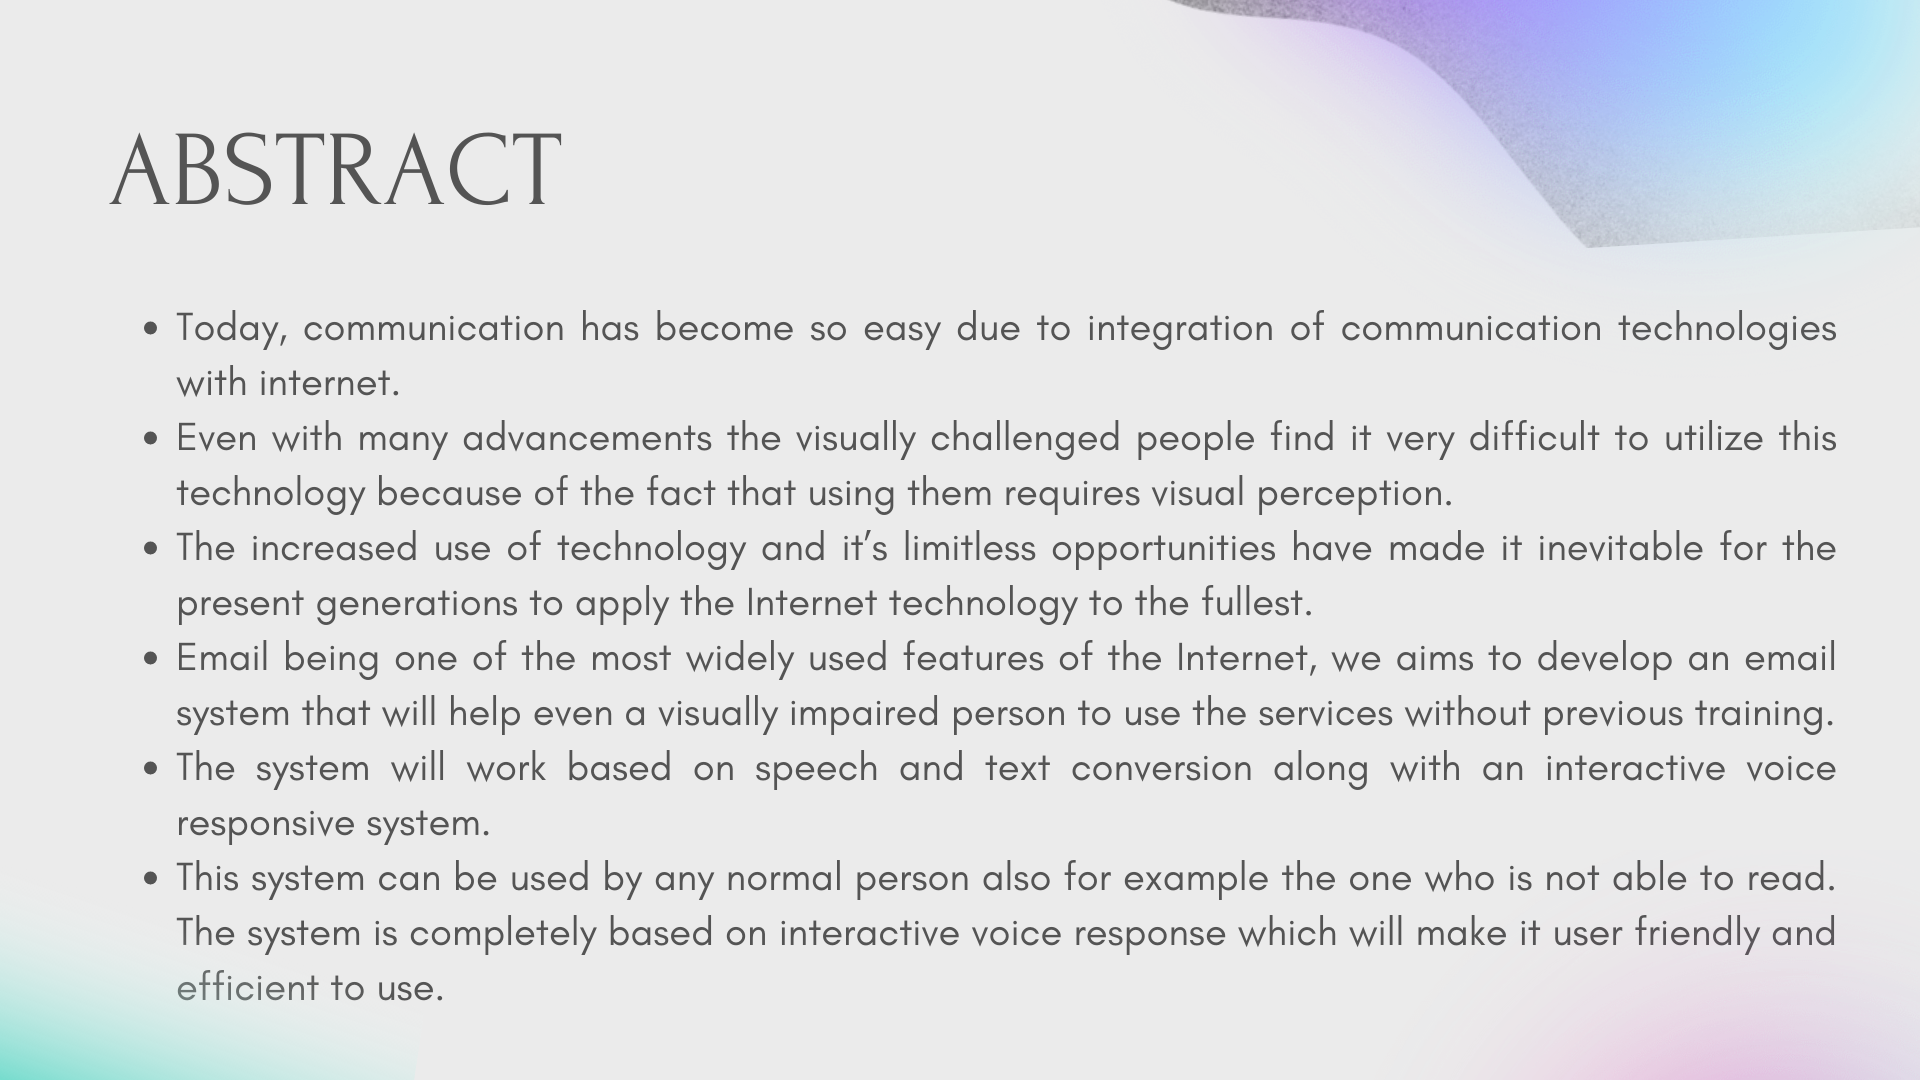 ABSTRACT
• Today, communication has become so easy due to integration of communication technologies
with internet.
• Even with many advancements the visually challenged people find it very difficult to utilize this
technology because of the fact that using them requires visual perception.
• The increased use of technology and it’s limitless opportunities have made it inevitable for the
present generations to apply the Internet technology to the fullest.
• Email being one of the most widely used features of the Internet, we aims to develop an email
system that will help even a visually impaired person to use the services without previous training.
• The system will work based on speech and text conversion along with an interactive voice
responsive system.
• This system can be used by any normal person also for example the one who is not able to read.
The system is completely based on interactive voice response which will make it user friendly and
efficient to use.